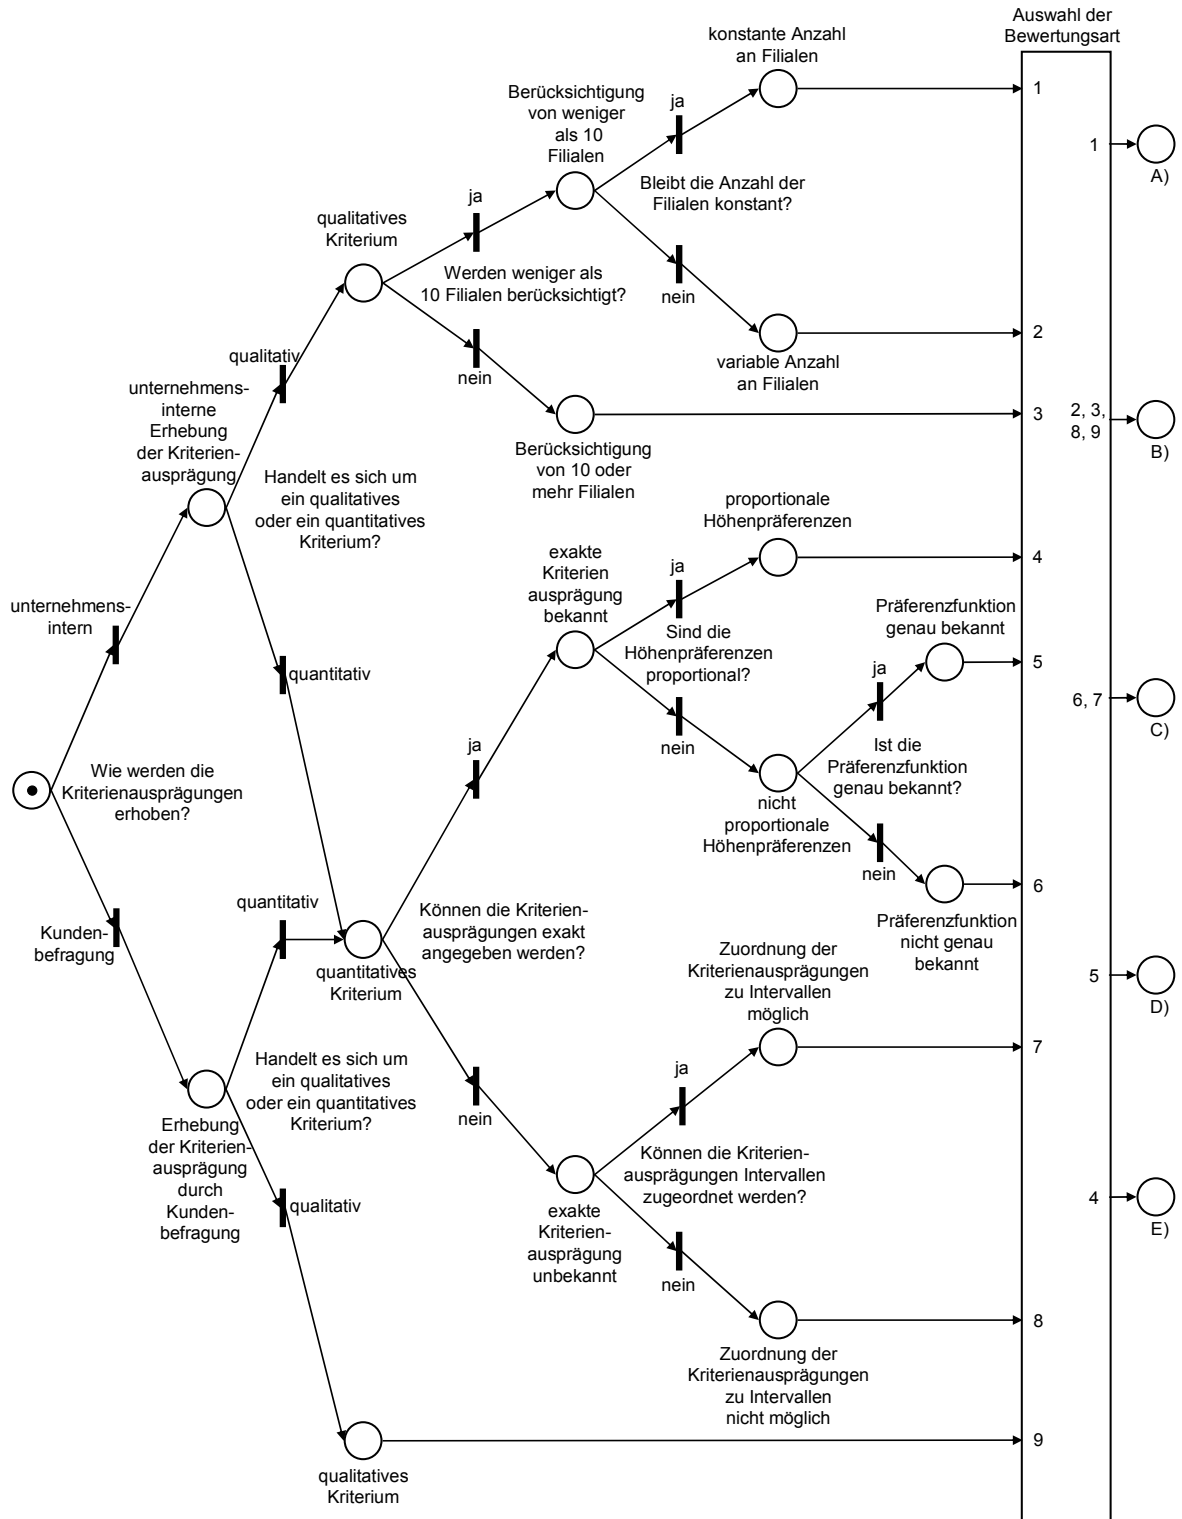 Auswahl der
Bewertungsart
konstante Anzahl
an Filialen
1
Berücksichtigung
von weniger
als 10
Filialen
ja
1
A)
Bleibt die Anzahl der
Filialen konstant?
ja
qualitatives
Kriterium
nein
Werden weniger als
10 Filialen berücksichtigt?
2
variable Anzahl
an Filialen
qualitativ
nein
unternehmens-
interne
Erhebung
der Kriterien-
ausprägung
3
2, 3,
8, 9
B)
Berücksichtigung
von 10 oder
mehr Filialen
Handelt es sich um
ein qualitatives
oder ein quantitatives
Kriterium?
proportionale
Höhenpräferenzen
4
exakte
Kriterien
ausprägung
bekannt
ja
unternehmens-
intern
Sind die
Höhenpräferenzen
proportional?
Präferenzfunktion
genau bekannt
5
quantitativ
ja
6, 7
C)
nein
ja
Ist die
Präferenzfunktion
genau bekannt?
Wie werden die
Kriterienausprägungen
erhoben?
nicht
proportionale
Höhenpräferenzen
nein
6
Präferenzfunktion
nicht genau
bekannt
quantitativ
Kunden-
befragung
Können die Kriterien-
ausprägungen exakt
angegeben werden?
quantitatives
Kriterium
Zuordnung der
Kriterienausprägungen
zu Intervallen
möglich
5
D)
7
Handelt es sich um
ein qualitatives
oder ein quantitatives
Kriterium?
ja
nein
Erhebung
der Kriterien-
ausprägung
durch
Kunden-
befragung
Können die Kriterien-
ausprägungen Intervallen
zugeordnet werden?
qualitativ
4
E)
exakte
Kriterien-
ausprägung
unbekannt
nein
8
Zuordnung der
Kriterienausprägungen
zu Intervallen
nicht möglich
9
qualitatives
Kriterium